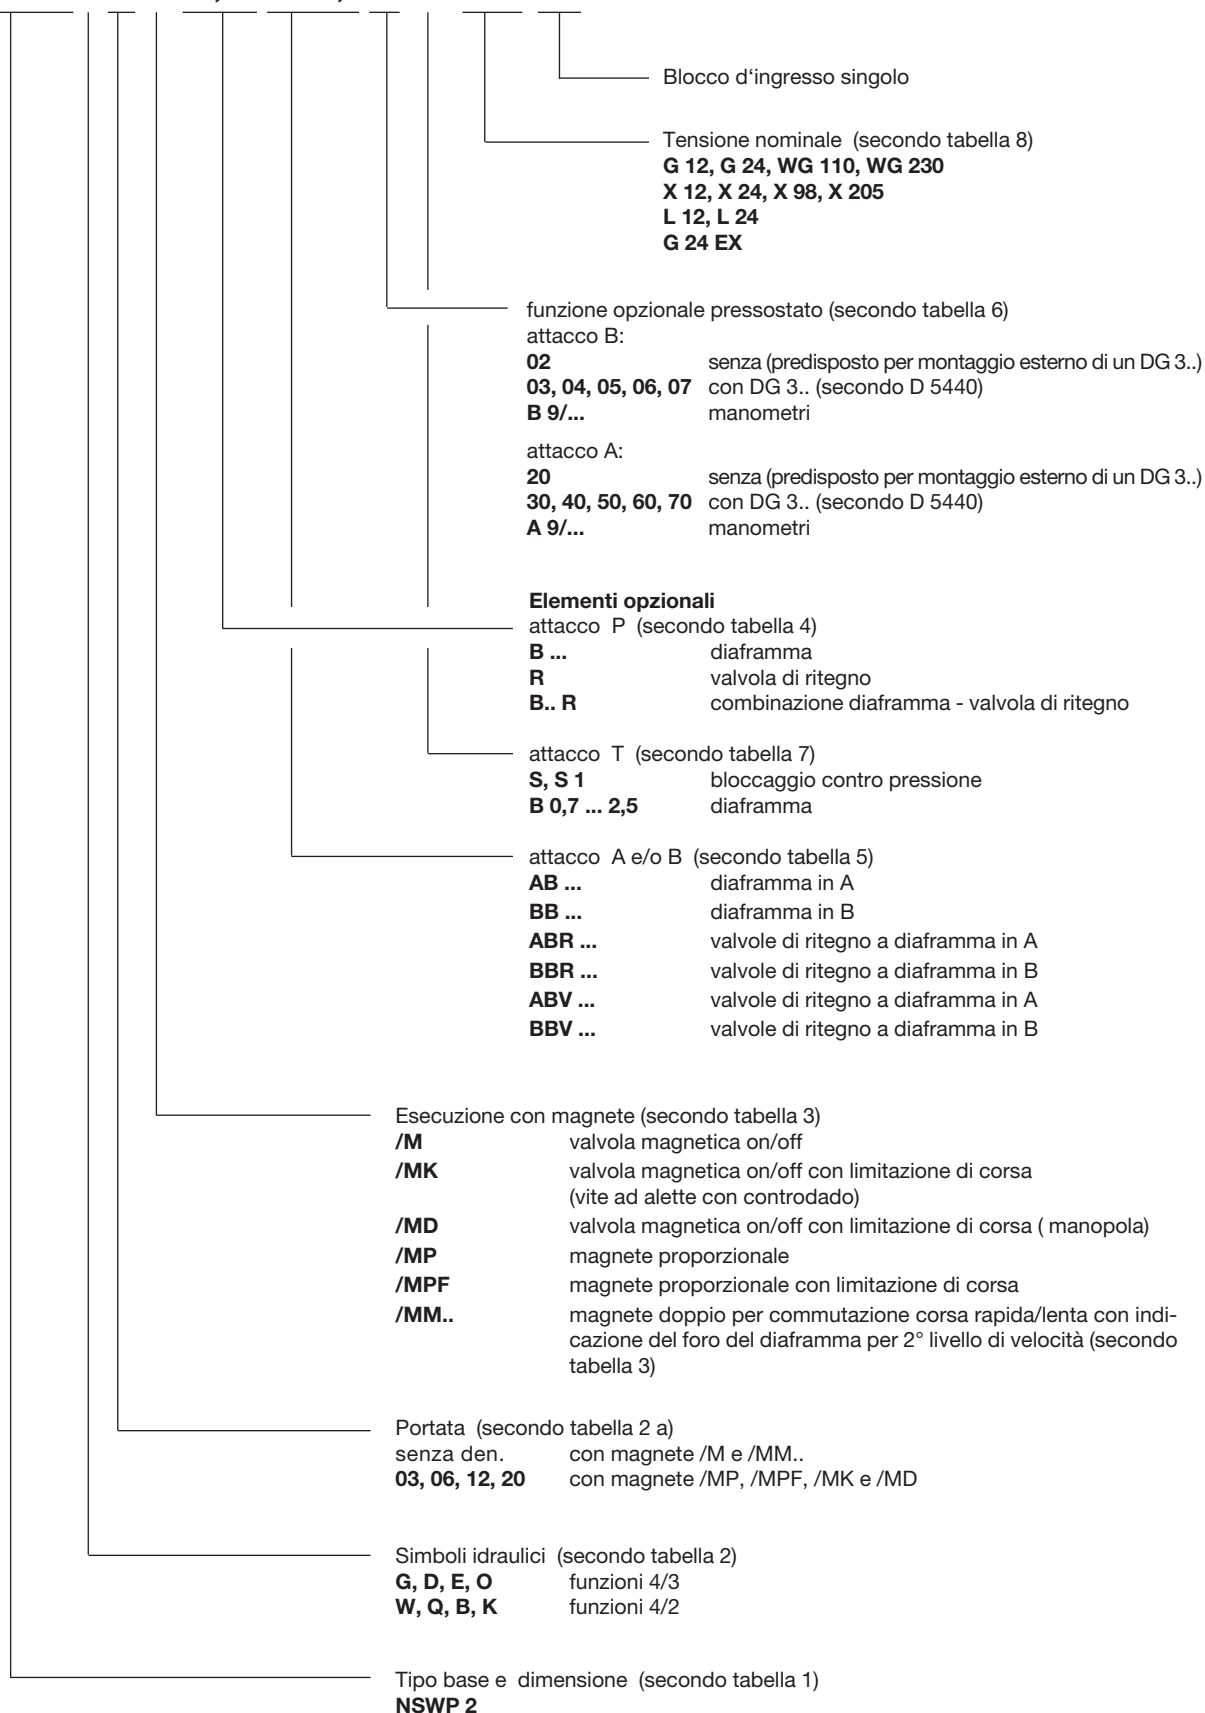 Blocco d‘ingresso singolo
Tensione nominale (secondo tabella 8)
G 12, G 24, WG 110, WG 230
X 12, X 24, X 98, X 205
L 12, L 24
G 24 EX
funzione opzionale pressostato (secondo tabella 6)
attacco B:
02 senza (predisposto per montaggio esterno di un DG 3..)
03, 04, 05, 06, 07 con DG 3.. (secondo D 5440)
B 9/... manometri
attacco A:
20 senza (predisposto per montaggio esterno di un DG 3..)
30, 40, 50, 60, 70 con DG 3.. (secondo D 5440)
A 9/... manometri
Elementi opzionali
attacco P (secondo tabella 4)
B ... diaframma
R valvola di ritegno
B.. R combinazione diaframma - valvola di ritegno
attacco T (secondo tabella 7)
S, S 1 bloccaggio contro pressione
B 0,7 ... 2,5 diaframma
attacco A e/o B (secondo tabella 5)
AB ... diaframma in A
BB ... diaframma in B
ABR ... valvole di ritegno a diaframma in A
BBR ... valvole di ritegno a diaframma in B
ABV ... valvole di ritegno a diaframma in A
BBV ... valvole di ritegno a diaframma in B
Esecuzione con magnete (secondo tabella 3)
/M valvola magnetica on/off
/MK valvola magnetica on/off con limitazione di corsa
(vite ad alette con controdado)
/MD valvola magnetica on/off con limitazione di corsa ( manopola)
/MP magnete proporzionale
/MPF magnete proporzionale con limitazione di corsa
/MM.. magnete doppio per commutazione corsa rapida/lenta con indi-
cazione del foro del diaframma per 2° livello di velocità (secondo
tabella 3)
Portata (secondo tabella 2 a)
senza den. con magnete /M e /MM..
03, 06, 12, 20 con magnete /MP, /MPF, /MK e /MD
Simboli idraulici (secondo tabella 2)
G, D, E, O funzioni 4/3
W, Q, B, K funzioni 4/2
Tipo base e dimensione (secondo tabella 1)
NSWP 2